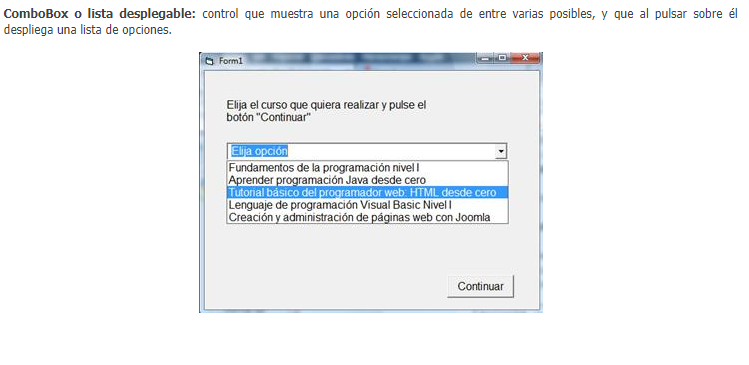 ComboBox o lista desplegable: control que muestra una opción seleccionada de entre varias posibles, y que al pulsar sobre él
despliega una lista de opciones.
Form1
Elija el curso que quiera realizar y pulse el
botón "Continuar"
Elija opción
Fundamentos de la programación nivel I
Aprender programación Java desde cero
Tutorial básico del programador web: HTML desde cero
Lenguaje de programación Visual Basic Nivel I
Creación y administración de páginas web con Joomla
Continuar